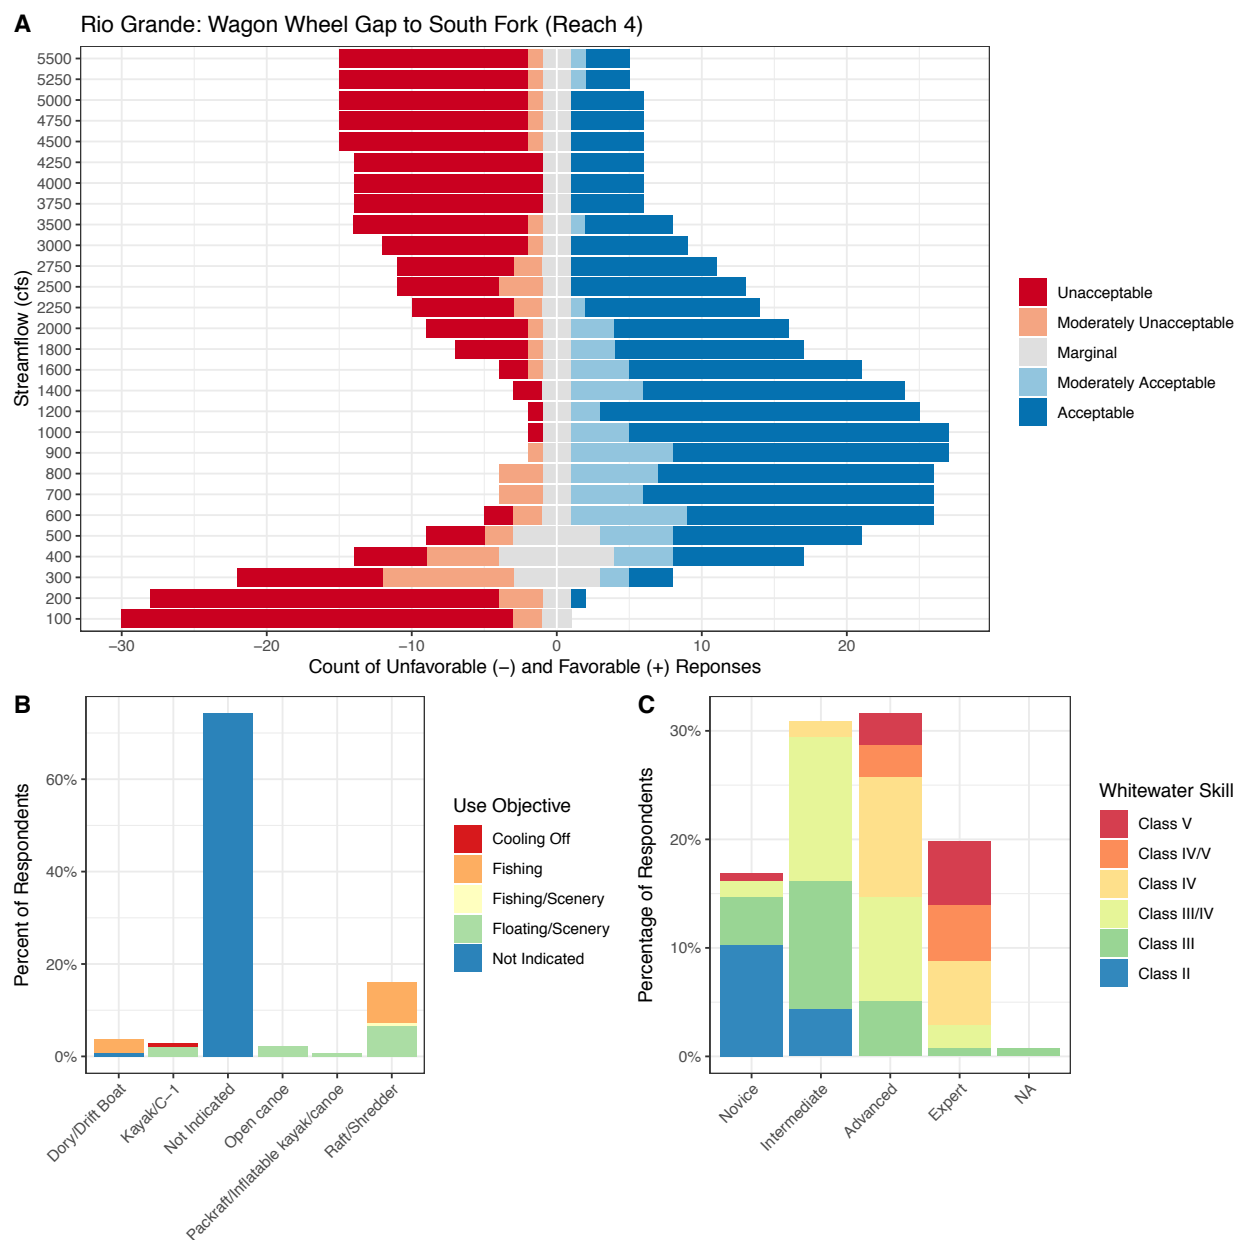 A
Rio Grande: Wagon Wheel Gap to South Fork (Reach 4)
Streamflow (cfs)
5500
5250
5000
4750
4500
4250
4000
3750
3500
3000
2750
2500
2250
2000
1800
1600
1400
1200
1000
900
800
700
600
500
400
300
200
100
−30 −20 −10 0 10 20
Count of Unfavorable (−) and Favorable (+) Reponses
Unacceptable
Moderately Unacceptable
Marginal
Moderately Acceptable
Acceptable
B
Percent of Respondents
60%
40%
20%
0%
Dory/Drift Boat
Kayak/C−1
Not Indicated
Open canoe
Packraft/Inflatable kayak/canoe
Raft/Shredder
Use Objective
Cooling Off
Fishing
Fishing/Scenery
Floating/Scenery
Not Indicated
C
Percentage of Respondents
30%
20%
10%
0%
Novice
Intermediate
Advanced
Expert
NA
Whitewater Skill
Class V
Class IV/V
Class IV
Class III/IV
Class III
Class II